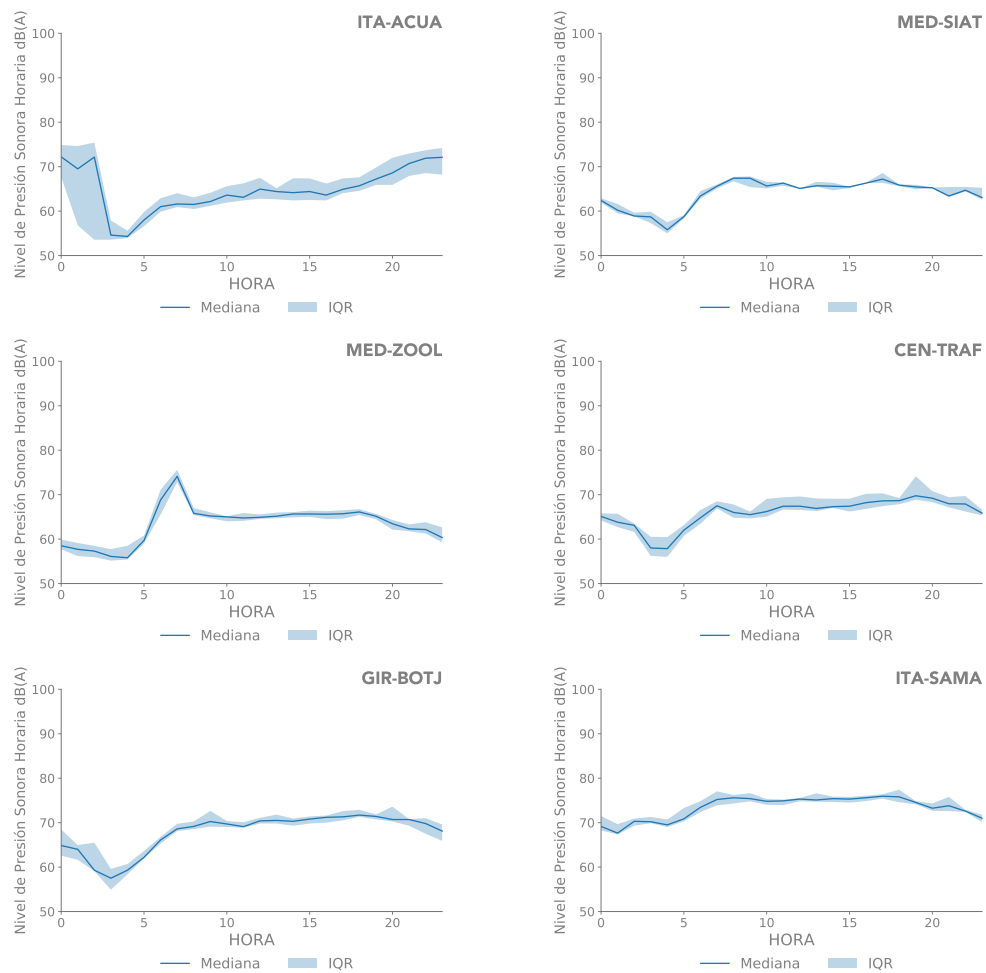 ITA-ACUA
Nivel de Presión Sonora Horaria dB(A)
100
90
80
70
60
50
0 5 10 15 20
HORA
Mediana IQR
MED-SIAT
Nivel de Presión Sonora Horaria dB(A)
100
90
80
70
60
50
0 5 10 15 20
HORA
Mediana IQR
MED-ZOOL
Nivel de Presión Sonora Horaria dB(A)
100
90
80
70
60
50
0 5 10 15 20
HORA
Mediana IQR
CEN-TRAF
Nivel de Presión Sonora Horaria dB(A)
100
90
80
70
60
50
0 5 10 15 20
HORA
Mediana IQR
GIR-BOTJ
Nivel de Presión Sonora Horaria dB(A)
100
90
80
70
60
50
0 5 10 15 20
HORA
Mediana IQR
ITA-SAMA
Nivel de Presión Sonora Horaria dB(A)
100
90
80
70
60
50
0 5 10 15 20
HORA
Mediana IQR